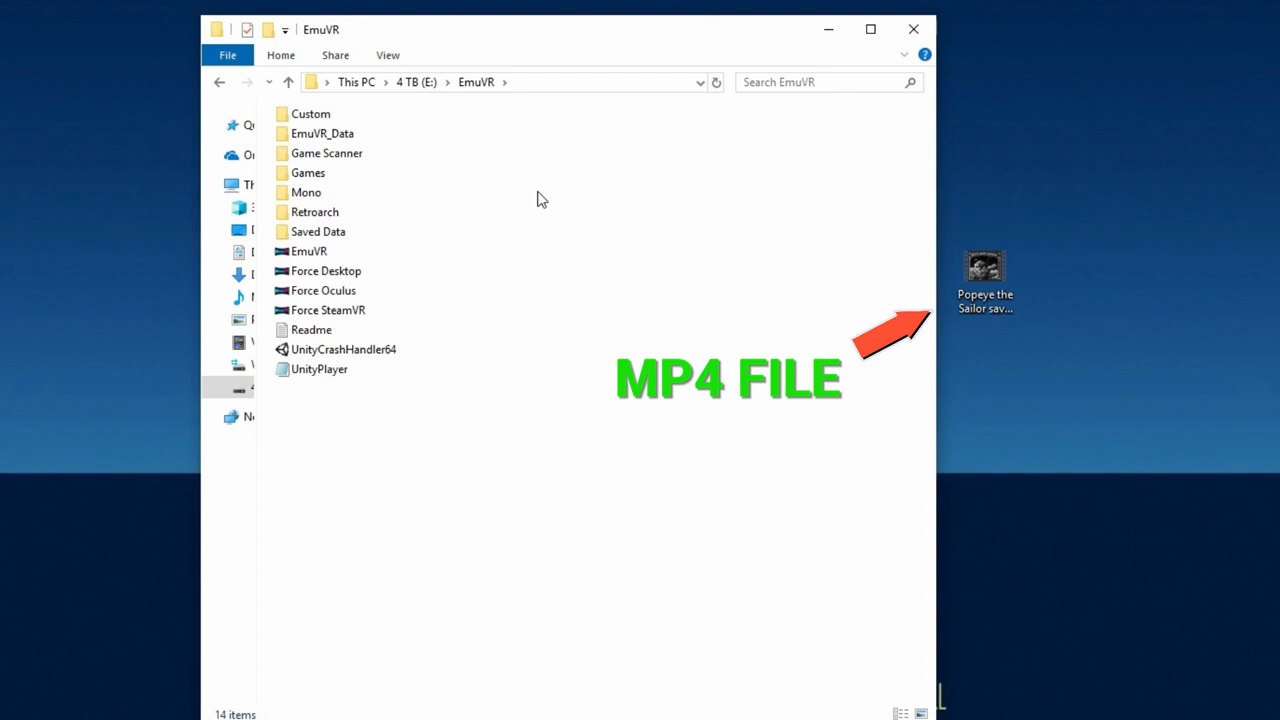 EmuVR
File Home Share View
This PC 4 TB (E:) EmuVR
Search EmuVR
Custom
EmuVR_Data
Game Scanner
Games
Mono
Retroarch
Saved Data
EmuVR
Force Desktop
Force Oculus
Force SteamVR
Readme
UnityCrashHandler64
UnityPlayer
Popeye the
Sailor sav...
MP4 FILE
14 items